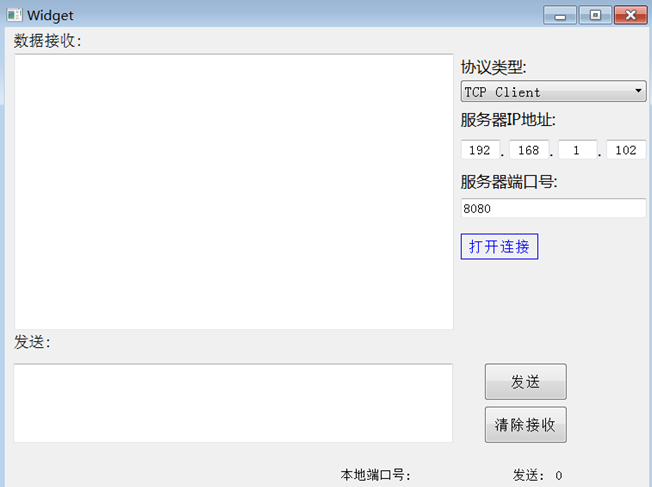 Widget
数据接收:
协议类型:
TCP Client
服务器IP地址:
192 . 168 . 1 . 102
服务器端口号:
8080
打开连接
发送:
发送
清除接收
本地端口号: 发送: 0